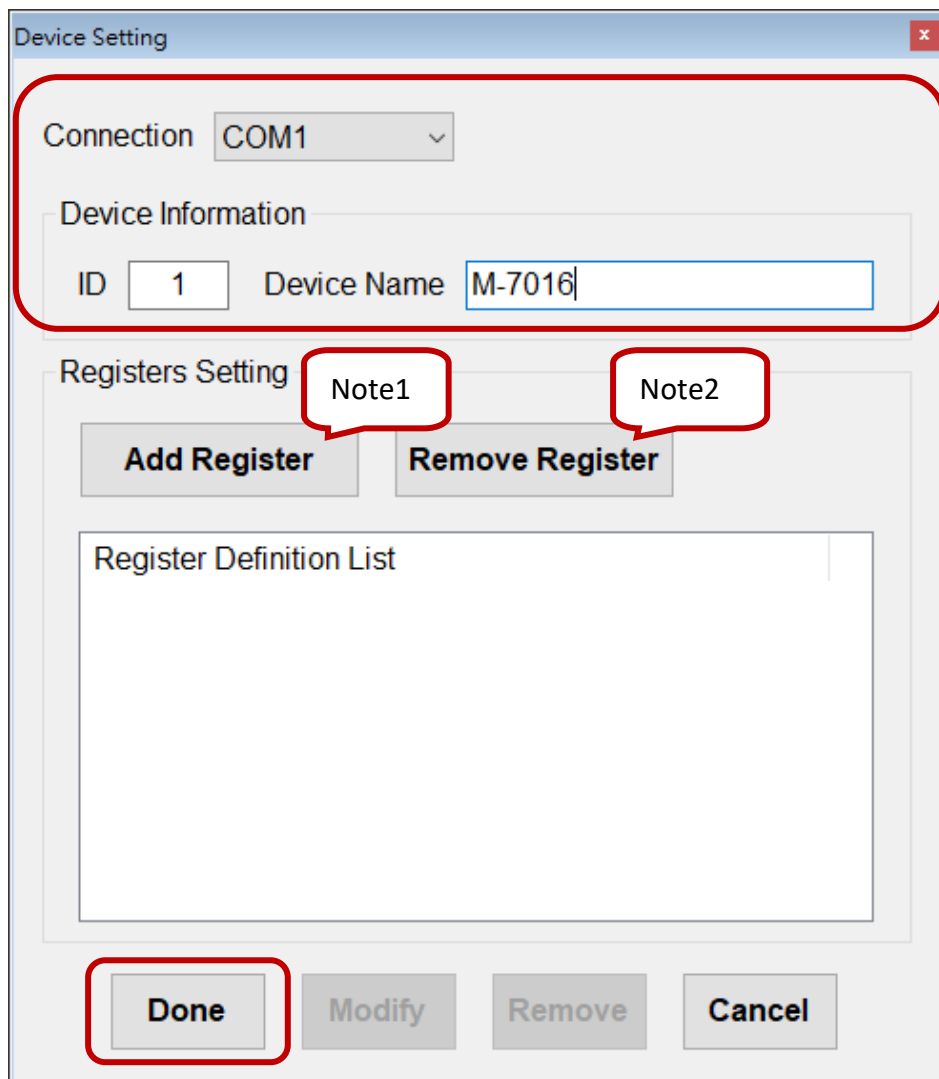 Device Setting
x
Connection COM1
Device Information
ID 1 Device Name M-7016
Registers Setting
Note1 Note2
Add Register Remove Register
Register Definition List
Done Modify Remove Cancel